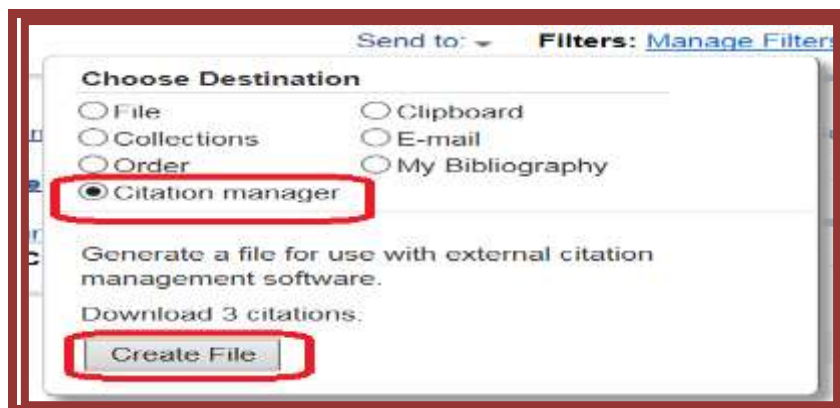 Send to: Filters: Manage Filters
Choose Destination
File Clipboard
Collections E-mail
Order My Bibliography
Citation manager
Generate a file for use with external citation
management software.
Download 3 citations.
Create File